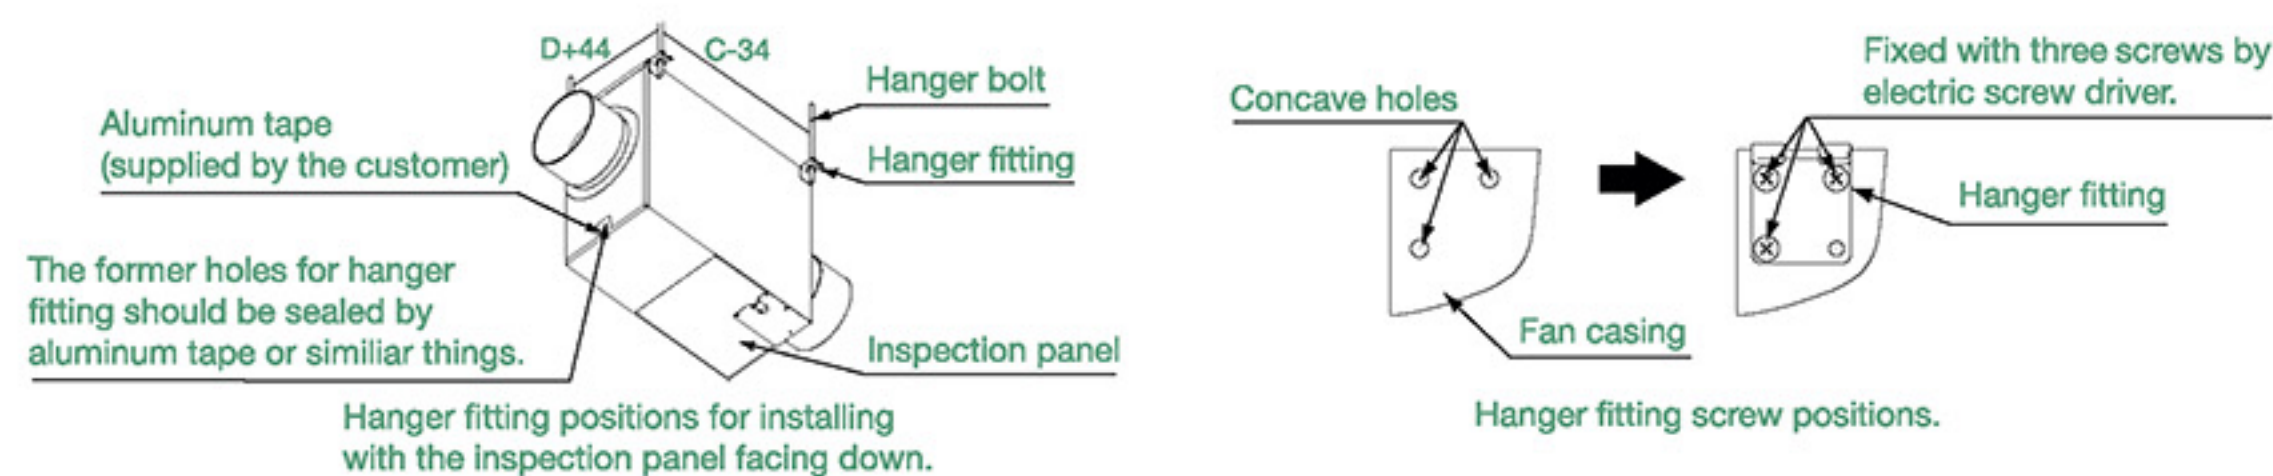 D+44
C-34
Hanger bolt
Aluminum tape
(supplied by the customer)
Hanger fitting
The former holes for hanger
fitting should be sealed by
aluminum tape or similiar things.
Inspection panel
Hanger fitting positions for installing
with the inspection panel facing down.
Concave holes
Fixed with three screws by
electric screw driver.
Hanger fitting
Fan casing
Hanger fitting screw positions.